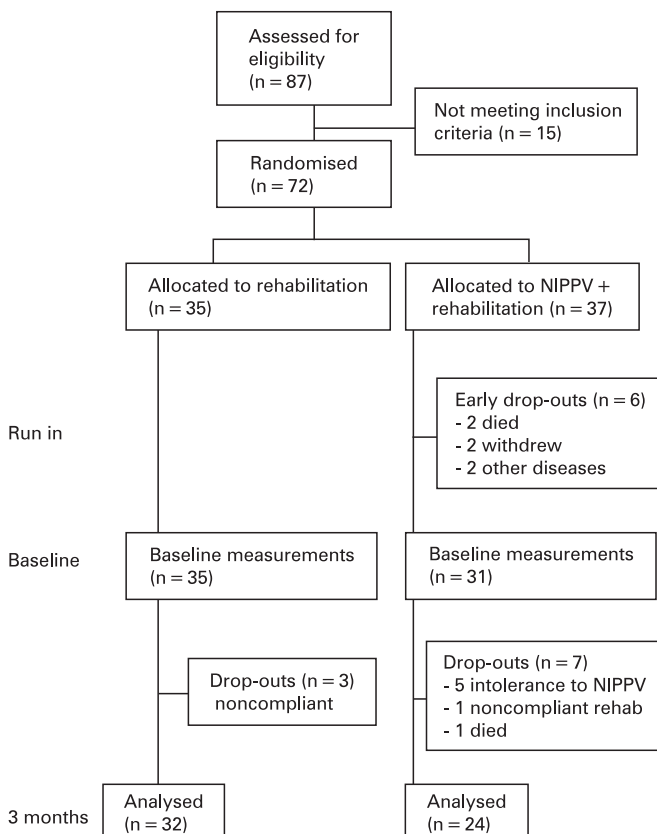 Assessed for
eligibility
(n = 87)
Not meeting inclusion
criteria (n = 15)
Randomised
(n = 72)
Allocated to rehabilitation
(n = 35)
Allocated to NIPPV +
rehabilitation (n = 37)
Run in
Early drop-outs (n = 6)
- 2 died
- 2 withdrew
- 2 other diseases
Baseline
Baseline measurements
(n = 35)
Baseline measurements
(n = 31)
Drop-outs (n = 3)
noncompliant
Drop-outs (n = 7)
- 5 intolerance to NIPPV
- 1 noncompliant rehab
- 1 died
3 months
Analysed
(n = 32)
Analysed
(n = 24)